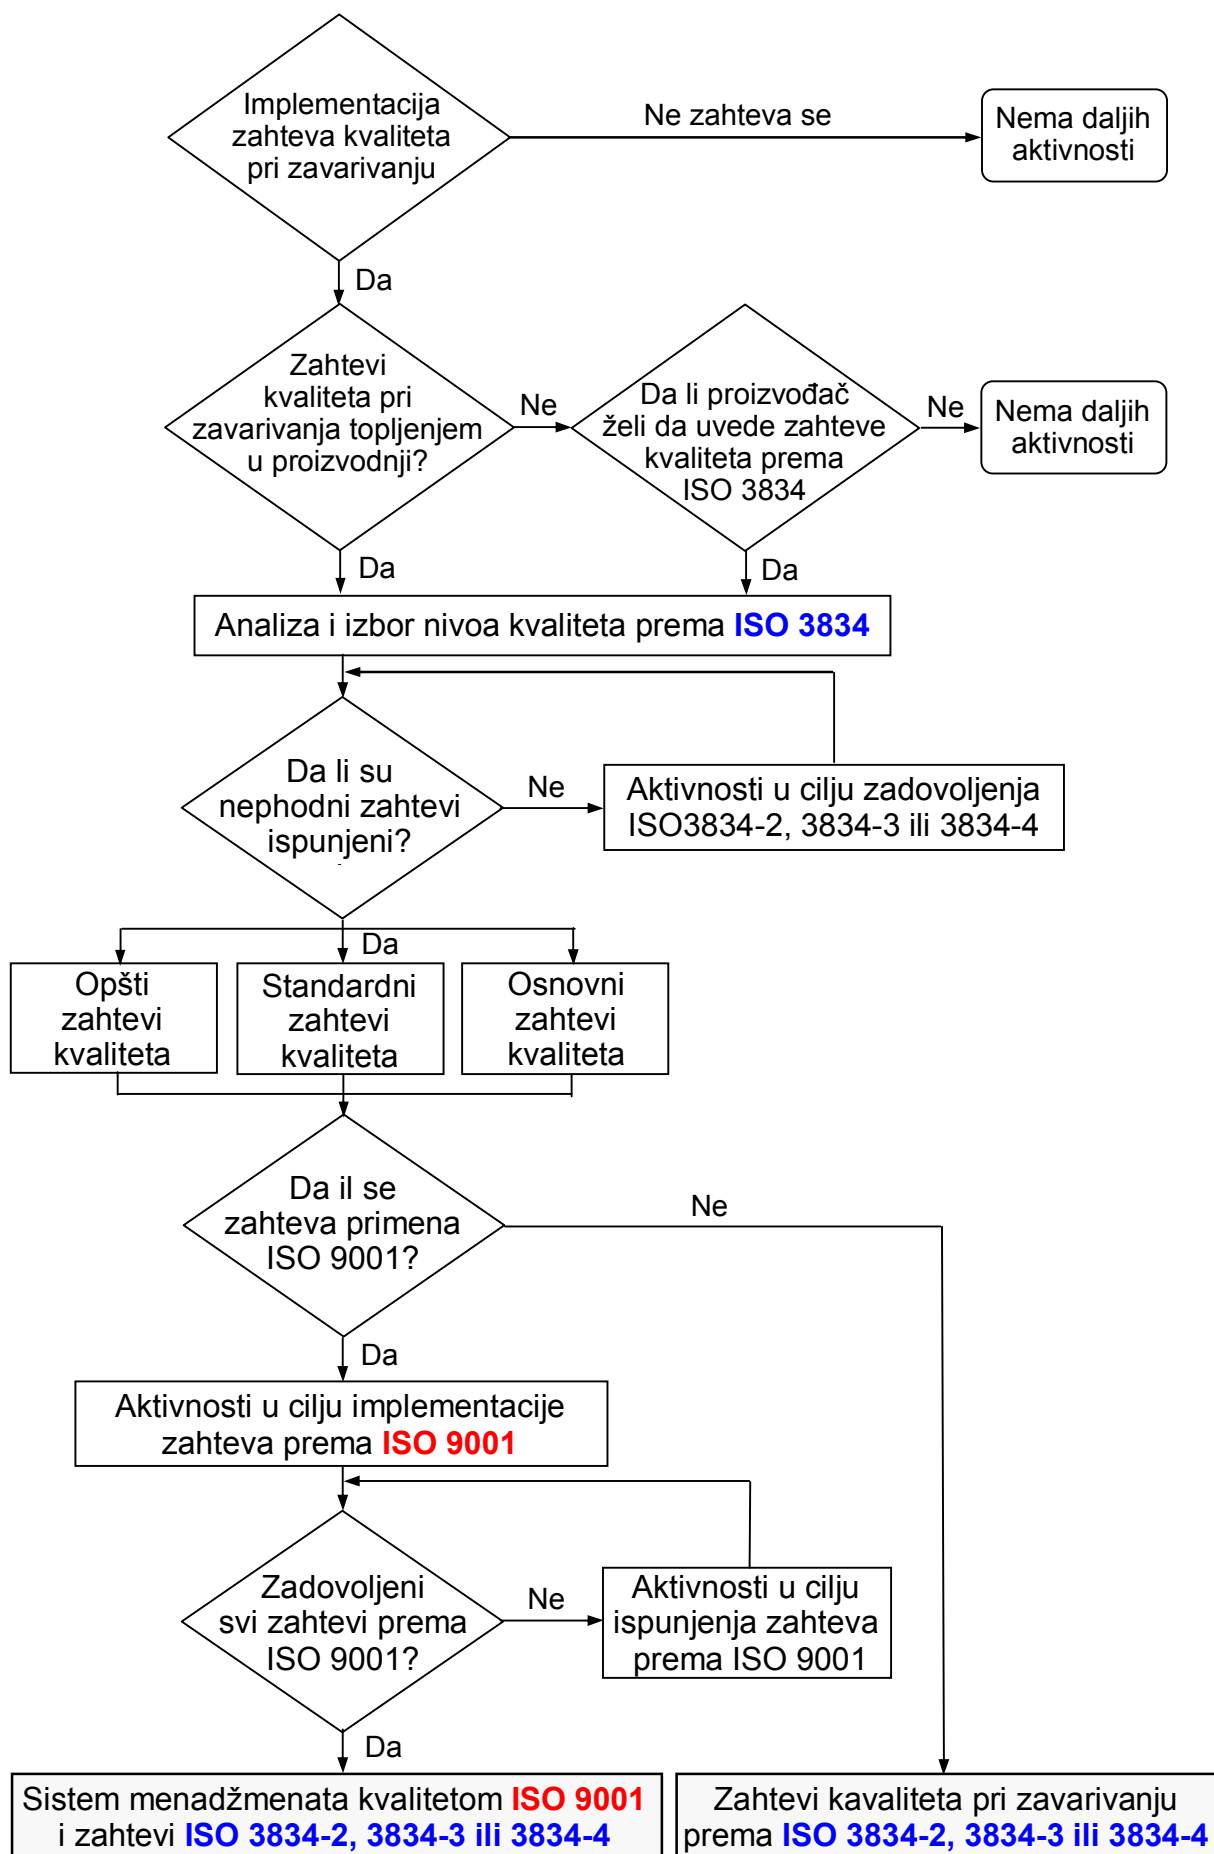 Implementacija
zahteva kvaliteta
pri zavarivanju
Ne zahteva se
Nema daljih
aktivnosti
Da
Zahtevi
kvaliteta pri
zavarivanja topljenjem
u proizvodnji?
Ne
Da li proizvođač
želi da uvede zahteve
kvaliteta prema
ISO 3834
Ne
Nema daljih
aktivnosti
Da
Da
Analiza i izbor nivoa kvaliteta prema ISO 3834
Da li su
nephodni zahtevi
ispunjeni?
Ne
Aktivnosti u cilju zadovoljenja
ISO3834-2, 3834-3 ili 3834-4
Da
Opšti
zahtevi
kvaliteta
Standardni
zahtevi
kvaliteta
Osnovni
zahtevi
kvaliteta
Da il se
zahteva primena
ISO 9001?
Ne
Da
Aktivnosti u cilju implementacije
zahteva prema ISO 9001
Zadovoljeni
svi zahtevi prema
ISO 9001?
Ne
Aktivnosti u cilju
ispunjenja zahteva
prema ISO 9001
Da
Sistem menadžmenata kvalitetom ISO 9001
i zahtevi ISO 3834-2, 3834-3 ili 3834-4
Zahtevi kavaliteta pri zavarivanju
prema ISO 3834-2, 3834-3 ili 3834-4